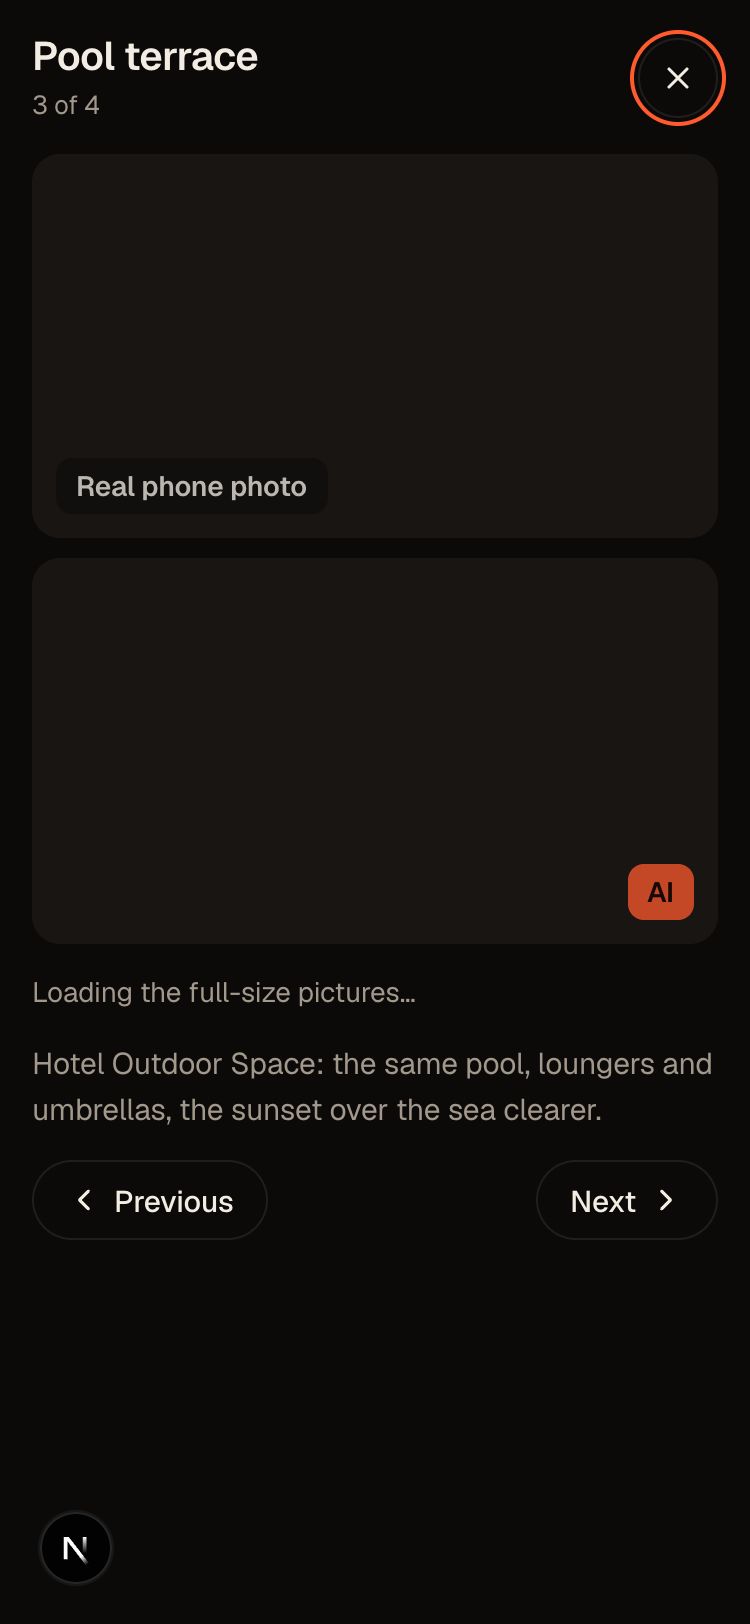 Pool terrace
3 of 4
Real phone photo
AI
Loading the full-size pictures…
Hotel Outdoor Space: the same pool, loungers and
umbrellas, the sunset over the sea clearer.
Previous
Next
N